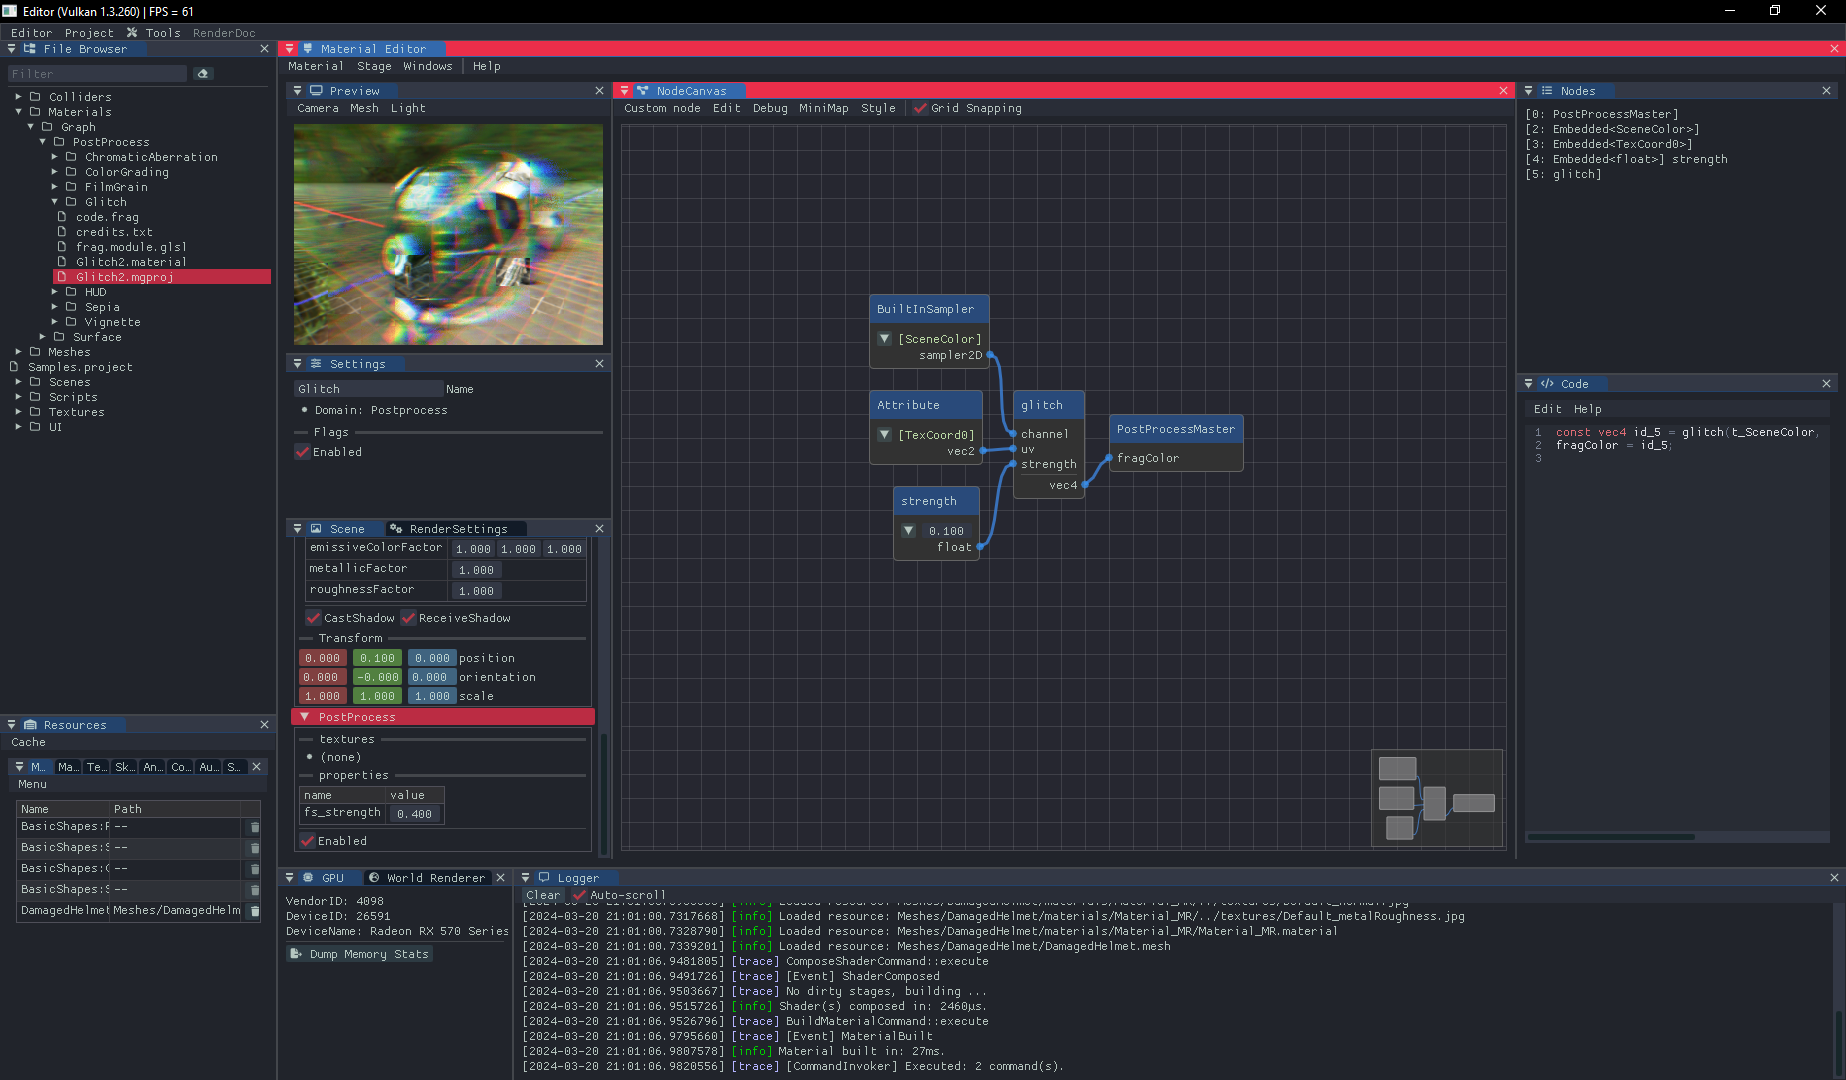 Editor (Vulkan 1.3.260) | FPS = 61
Editor Project Tools RenderDoc
File Browser
Filter
Colliders
Materials
Graph
PostProcess
ChromaticAberration
ColorGrading
FilmGrain
Glitch
code.frag
credits.txt
frag.module.glsl
Glitch2.material
Glitch2.mgproj
HUD
Sepia
Vignette
Surface
Meshes
Samples.project
Scenes
Scripts
Textures
UI
Resources
Cache
M... Ma... Te... Sk... An... Co... Au... S...
Menu
Name Path
BasicShapes: --
BasicShapes: --
BasicShapes: --
BasicShapes: --
DamagedHelmet Meshes/DamagedHelm
Material Editor
Material Stage Windows Help
Preview
Camera Mesh Light
Settings
Glitch Name
Domain: Postprocess
Flags
Enabled
Scene RenderSettings
emissiveColorFactor 1.000 1.000 1.000
metallicFactor 1.000
roughnessFactor 1.000
CastShadow ReceiveShadow
Transform
0.000 0.100 0.000 position
0.000 -0.000 0.000 orientation
1.000 1.000 1.000 scale
PostProcess
textures
(none)
properties
name value
fs_strength 0.400
Enabled
NodeCanvas
Custom node Edit Debug MiniMap Style Grid Snapping
BuiltInSampler
[SceneColor]
sampler2D
Attribute
[TexCoord0]
vec2
strength
0.100
float
glitch
channel
uv
strength
vec4
PostProcessMaster
fragColor
Nodes
[0: PostProcessMaster]
[2: Embedded<SceneColor>]
[3: Embedded<TexCoord0>]
[4: Embedded<float>] strength
[5: glitch]
Code
Edit Help
1 const vec4 id_5 = glitch(t_SceneColor,
2 fragColor = id_5;
3
GPU World Renderer
VendorID: 4098
DeviceID: 26591
DeviceName: Radeon RX 570 Series
Dump Memory Stats
Logger
Clear Auto-scroll
[info] Loaded resource: Meshes/DamagedHelmet/materials/Material_MR/../textures/Default_normal.jpg
[2024-03-20 21:01:00.7317668] [info] Loaded resource: Meshes/DamagedHelmet/materials/Material_MR/../textures/Default_metalRoughness.jpg
[2024-03-20 21:01:00.7328790] [info] Loaded resource: Meshes/DamagedHelmet/materials/Material_MR/Material_MR.material
[2024-03-20 21:01:00.7339201] [info] Loaded resource: Meshes/DamagedHelmet/DamagedHelmet.mesh
[2024-03-20 21:01:06.9481805] [trace] ComposeShaderCommand::execute
[2024-03-20 21:01:06.9491726] [trace] [Event] ShaderComposed
[2024-03-20 21:01:06.9503667] [trace] No dirty stages, building ...
[2024-03-20 21:01:06.9515726] [info] Shader(s) composed in: 2460µs.
[2024-03-20 21:01:06.9526796] [trace] BuildMaterialCommand::execute
[2024-03-20 21:01:06.9795660] [trace] [Event] MaterialBuilt
[2024-03-20 21:01:06.9807578] [info] Material built in: 27ms.
[2024-03-20 21:01:06.9820556] [trace] [CommandInvoker] Executed: 2 command(s).